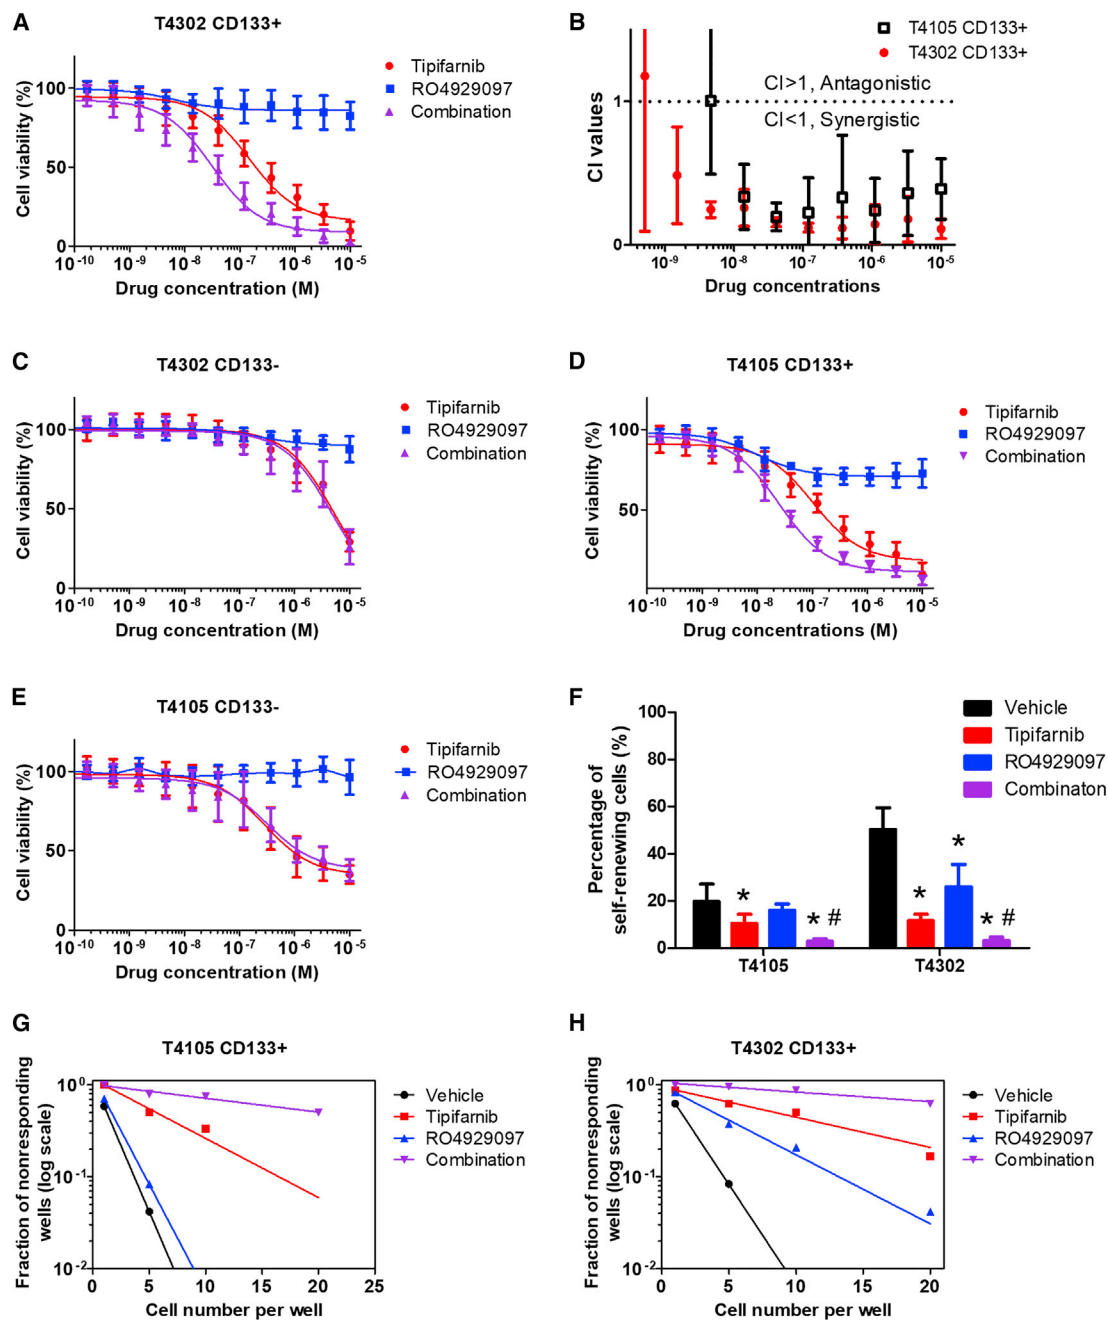 A
T4302 CD133+
Cell viability (%)
100
50
0
10-10 10-9 10-8 10-7 10-6 10-5
Drug concentration (M)
Tipifarnib
RO4929097
Combination
B
T4105 CD133+
T4302 CD133+
CI values
1
0
CI>1, Antagonistic
CI<1, Synergistic
10-9 10-8 10-7 10-6 10-5
Drug concentrations
C
T4302 CD133-
Cell viability (%)
100
50
0
10-10 10-9 10-8 10-7 10-6 10-5
Drug concentration (M)
Tipifarnib
RO4929097
Combination
D
T4105 CD133+
Cell viability (%)
100
50
10-10 10-9 10-8 10-7 10-6 10-5
Drug concentrations (M)
Tipifarnib
RO4929097
Combination
E
T4105 CD133-
Cell viability (%)
100
50
0
10-10 10-9 10-8 10-7 10-6 10-5
Drug concentration (M)
Tipifarnib
RO4929097
Combination
F
Percentage of
self-renewing cells (%)
100
80
60
40
20
0
* * #
* * * #
T4105 T4302
Vehicle
Tipifarnib
RO4929097
Combinaton
G
T4105 CD133+
Fraction of nonresponding
wells (log scale)
100
10-1
10-2
0 5 10 15 20 25
Cell number per well
Vehicle
Tipifarnib
RO4929097
Combination
H
T4302 CD133+
Fraction of nonresponding
wells (log scale)
100
10-1
10-2
0 5 10 15 20
Cell number per well
Vehicle
Tipifarnib
RO4929097
Combination